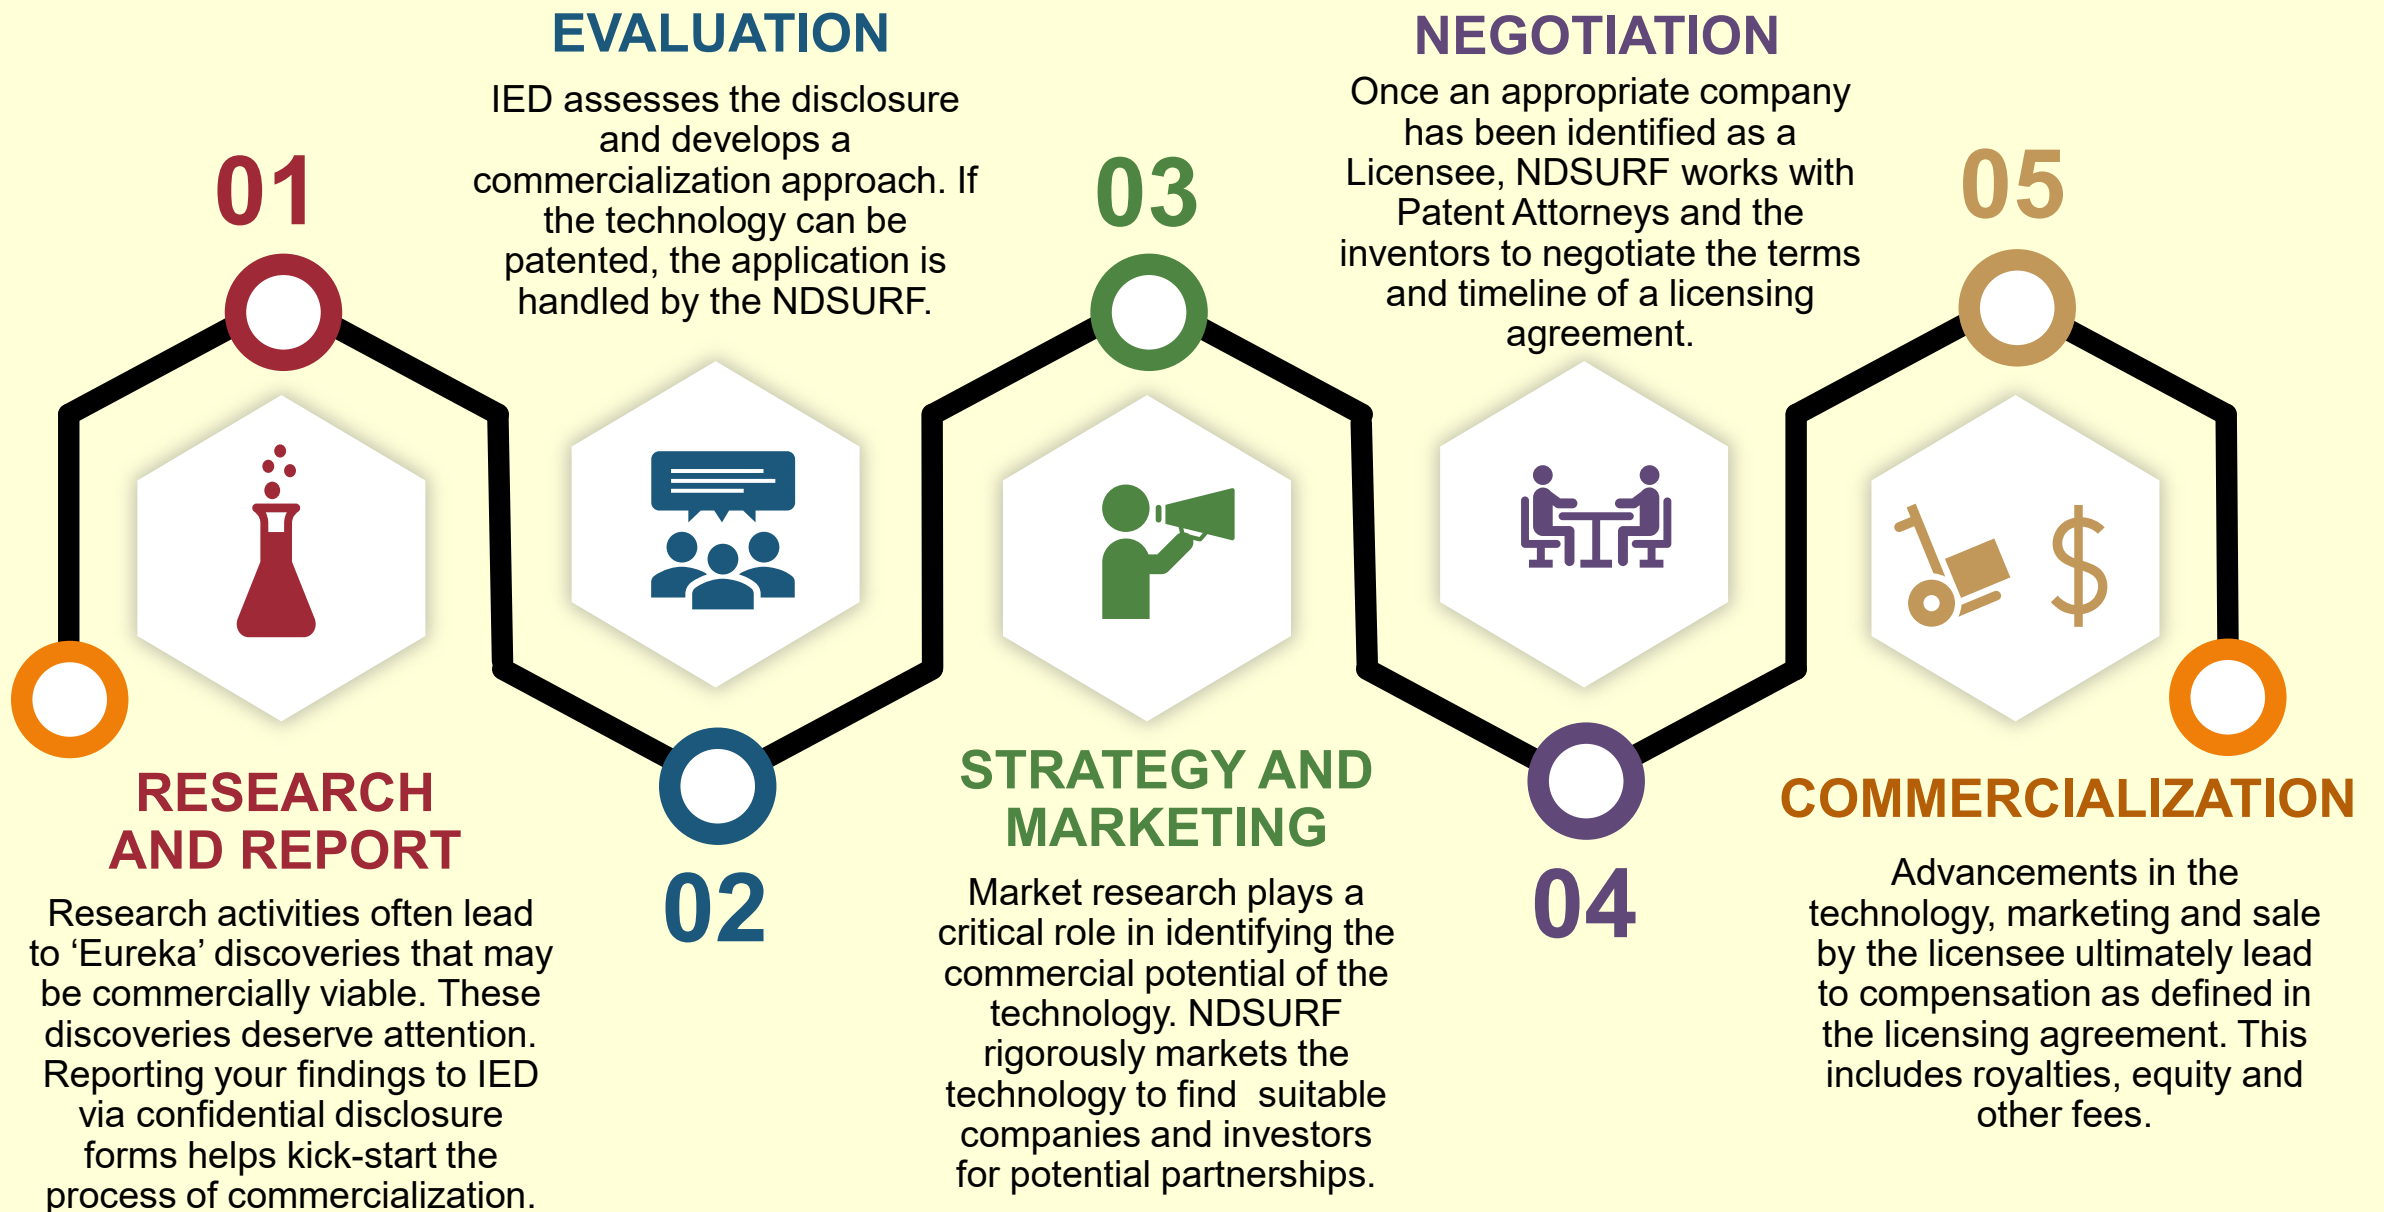 01
RESEARCH
AND REPORT
Research activities often lead
to ‘Eureka’ discoveries that may
be commercially viable. These
discoveries deserve attention.
Reporting your findings to IED
via confidential disclosure
forms helps kick-start the
process of commercialization.
EVALUATION
IED assesses the disclosure
and develops a
commercialization approach. If
the technology can be
patented, the application is
handled by the NDSURF.
02
03
STRATEGY AND
MARKETING
Market research plays a
critical role in identifying the
commercial potential of the
technology. NDSURF
rigorously markets the
technology to find  suitable
companies and investors
for potential partnerships.
NEGOTIATION
Once an appropriate company
has been identified as a
Licensee, NDSURF works with
Patent Attorneys and the
inventors to negotiate the terms
and timeline of a licensing
agreement.
04
05
COMMERCIALIZATION
Advancements in the
technology, marketing and sale
by the licensee ultimately lead
to compensation as defined in
the licensing agreement. This
includes royalties, equity and
other fees.
$